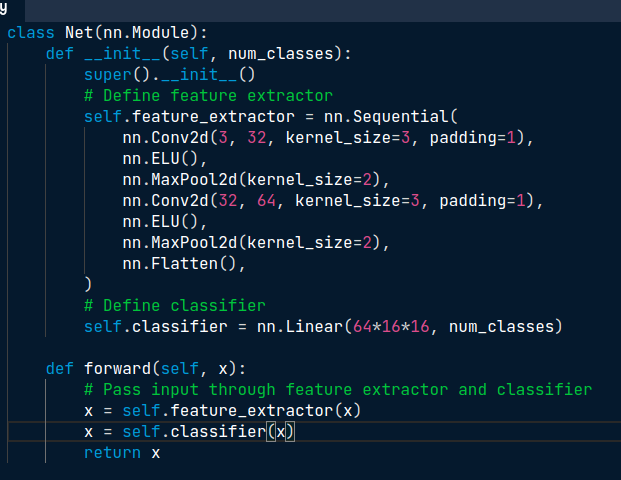 y
class Net(nn.Module):
    def __init__(self, num_classes):
        super().__init__()
        # Define feature extractor
        self.feature_extractor = nn.Sequential(
            nn.Conv2d(3, 32, kernel_size=3, padding=1),
            nn.ELU(),
            nn.MaxPool2d(kernel_size=2),
            nn.Conv2d(32, 64, kernel_size=3, padding=1),
            nn.ELU(),
            nn.MaxPool2d(kernel_size=2),
            nn.Flatten(),
        )
        # Define classifier
        self.classifier = nn.Linear(64*16*16, num_classes)

    def forward(self, x):
        # Pass input through feature extractor and classifier
        x = self.feature_extractor(x)
        x = self.classifier(x)
        return x